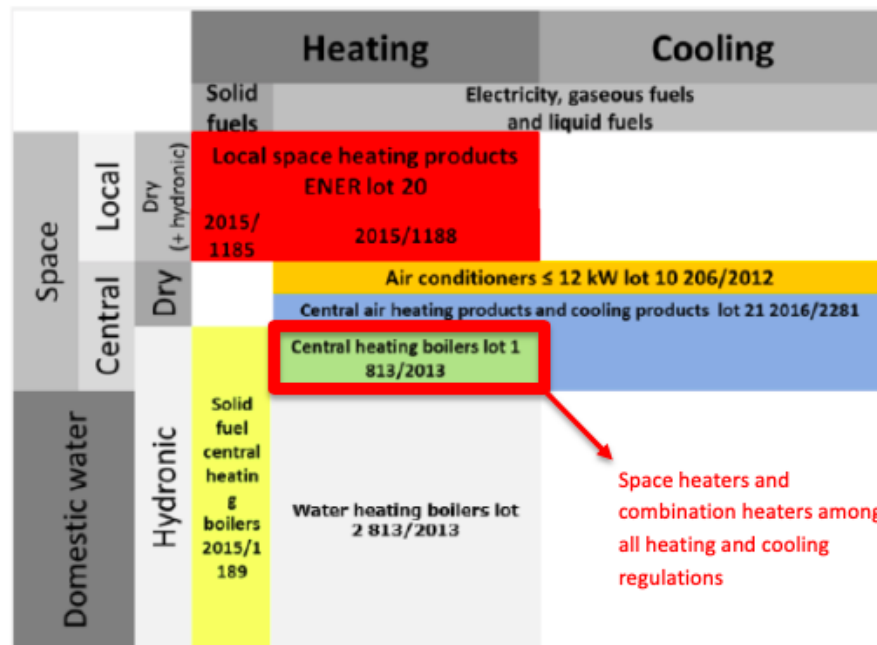 Heating
Cooling
Solid
fuels
Electricity, gaseous fuels
and liquid fuels
Space
Local
Dry
(+ hydronic)
Local space heating products
ENER lot 20
2015/
1185
2015/1188
Central
Dry
Air conditioners ≤ 12 kW lot 10 206/2012
Central air heating products and cooling products lot 21 2016/2281
Central heating boilers lot 1
813/2013
Domestic water
Hydronic
Solid
fuel
central
heatin
g
boilers
2015/1
189
Water heating boilers lot
2 813/2013
Space heaters and
combination heaters among
all heating and cooling
regulations